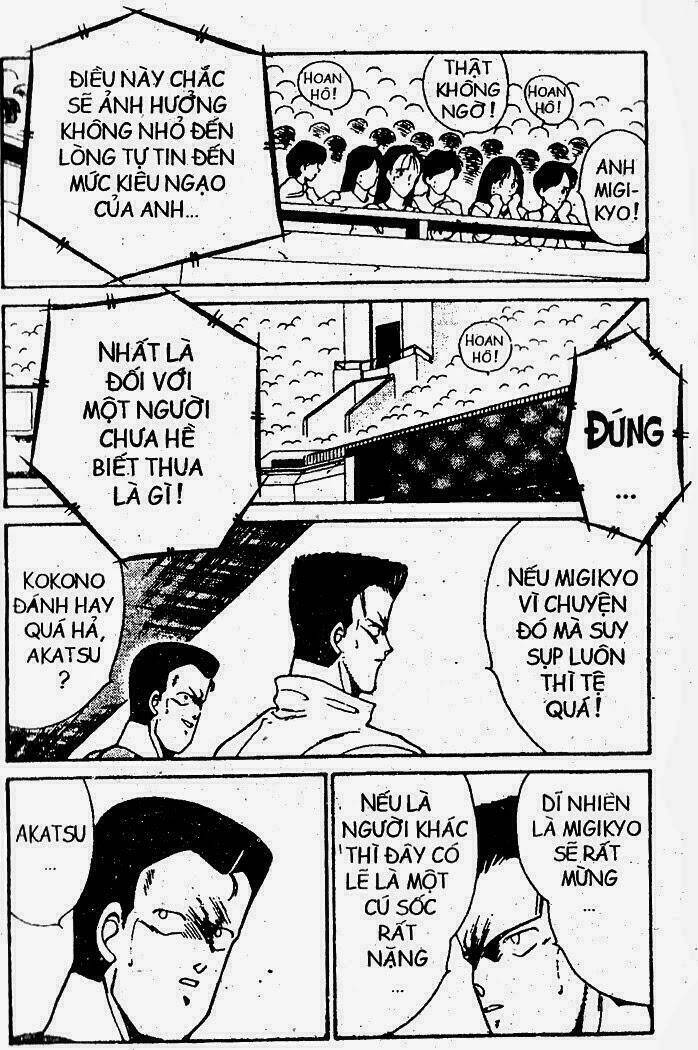 ANH
MIGI-
KYO!
HOAN
HÔ!
THẬT
KHÔNG
NGỜ!
HOAN
HÔ!
ĐIỀU NÀY CHẮC
SẼ ẢNH HƯỞNG
KHÔNG NHỎ ĐẾN
LÒNG TỰ TIN ĐẾN
MỨC KIÊU NGẠO
CỦA ANH...
ĐÚNG
...
HOAN
HÔ!
NHẤT LÀ
ĐỐI VỚI
MỘT NGƯỜI
CHƯA HỀ
BIẾT THUA
LÀ GÌ!
NẾU MIGIKYO
VÌ CHUYỆN
ĐÓ MÀ SUY
SỤP LUÔN
THÌ TỆ
QUÁ!
KOKONO
ĐÁNH HAY
QUÁ HẢ,
AKATSU
?
DĨ NHIÊN
LÀ MIGIKYO
SẼ RẤT
MỪNG
...
NẾU LÀ
NGƯỜI KHÁC
THÌ ĐÂY CÓ
LẼ LÀ MỘT
CÚ SỐC
RẤT
NẶNG
...
AKATSU
...